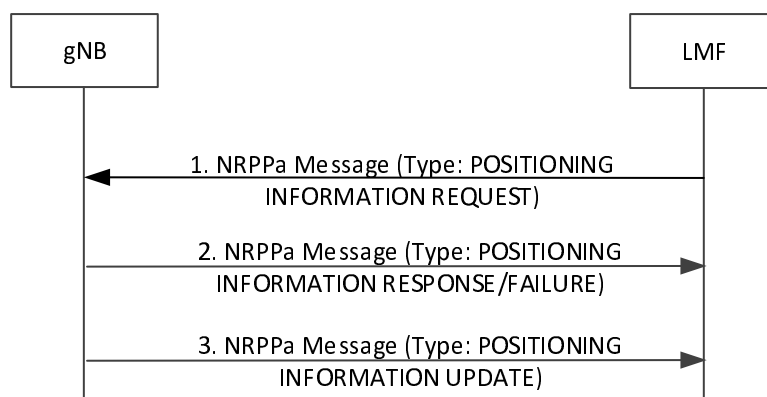 gNB
LMF
1. NRPPa Message (Type: POSITIONING
INFORMATION REQUEST)
2. NRPPa Message (Type: POSITIONING
INFORMATION RESPONSE/FAILURE)
3. NRPPa Message (Type: POSITIONING
INFORMATION UPDATE)